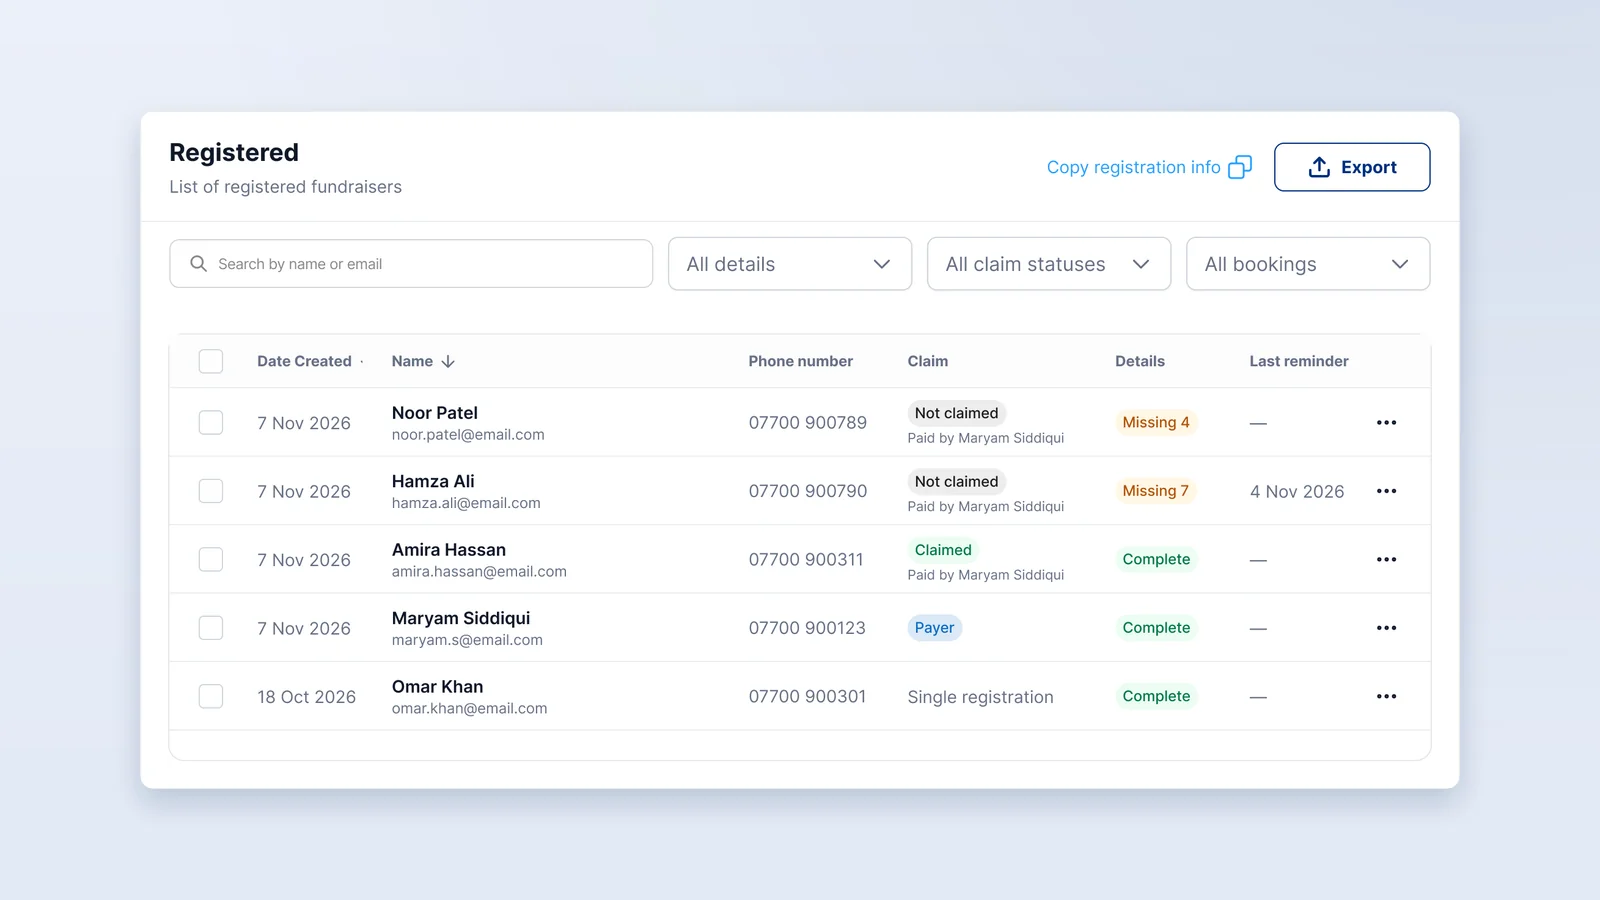 Registered
List of registered fundraisers
Copy registration info
Export
Search by name or email
All details
All claim statuses
All bookings
Date Created · Name Phone number Claim Details Last reminder
7 Nov 2026 Noor Patel 07700 900789 Not claimed Missing 4 —
noor.patel@email.com Paid by Maryam Siddiqui
7 Nov 2026 Hamza Ali 07700 900790 Not claimed Missing 7 4 Nov 2026
hamza.ali@email.com Paid by Maryam Siddiqui
7 Nov 2026 Amira Hassan 07700 900311 Claimed Complete —
amira.hassan@email.com Paid by Maryam Siddiqui
7 Nov 2026 Maryam Siddiqui 07700 900123 Payer Complete —
maryam.s@email.com
18 Oct 2026 Omar Khan 07700 900301 Single registration Complete —
omar.khan@email.com